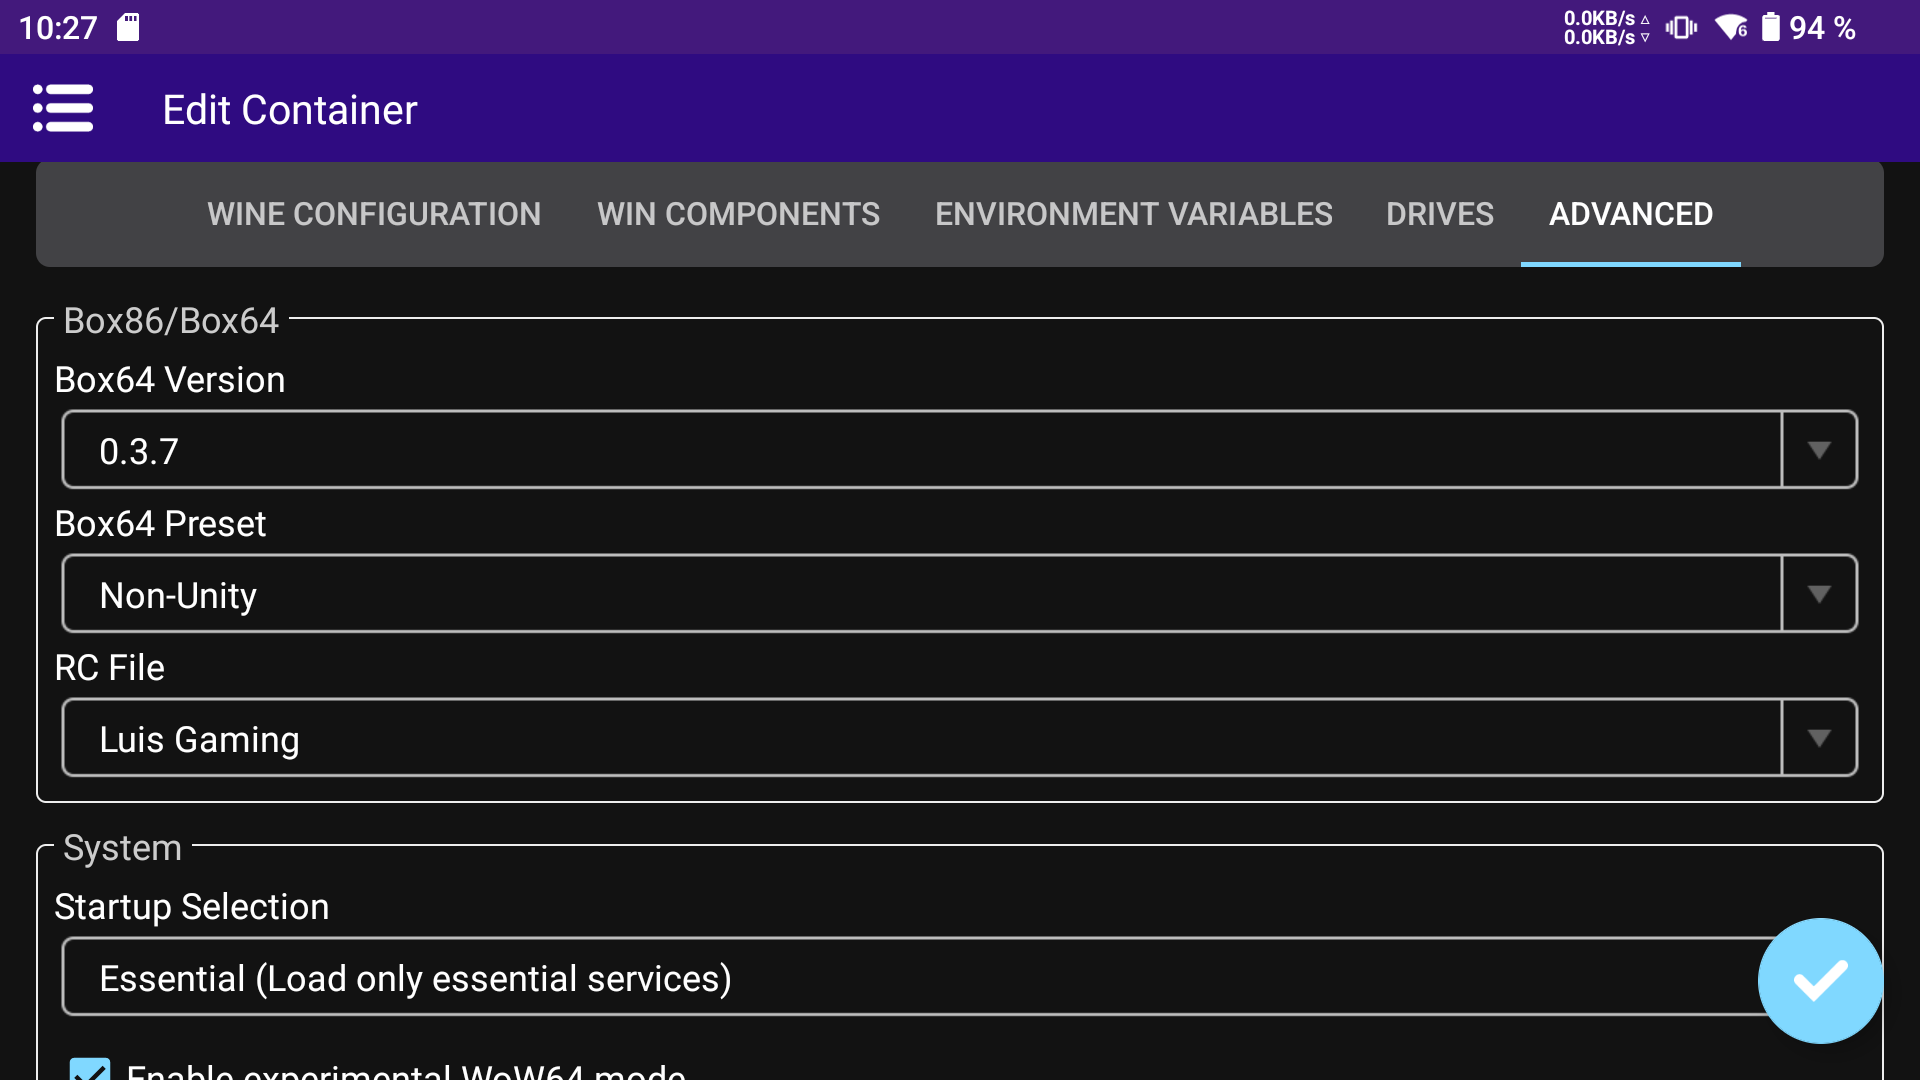 10:27
0.0KB/s
0.0KB/s
6
94 %
Edit Container
WINE CONFIGURATION WIN COMPONENTS ENVIRONMENT VARIABLES DRIVES ADVANCED
Box86/Box64
Box64 Version
0.3.7
Box64 Preset
Non-Unity
RC File
Luis Gaming
System
Startup Selection
Essential (Load only essential services)
Enable experimental WoW64 mode